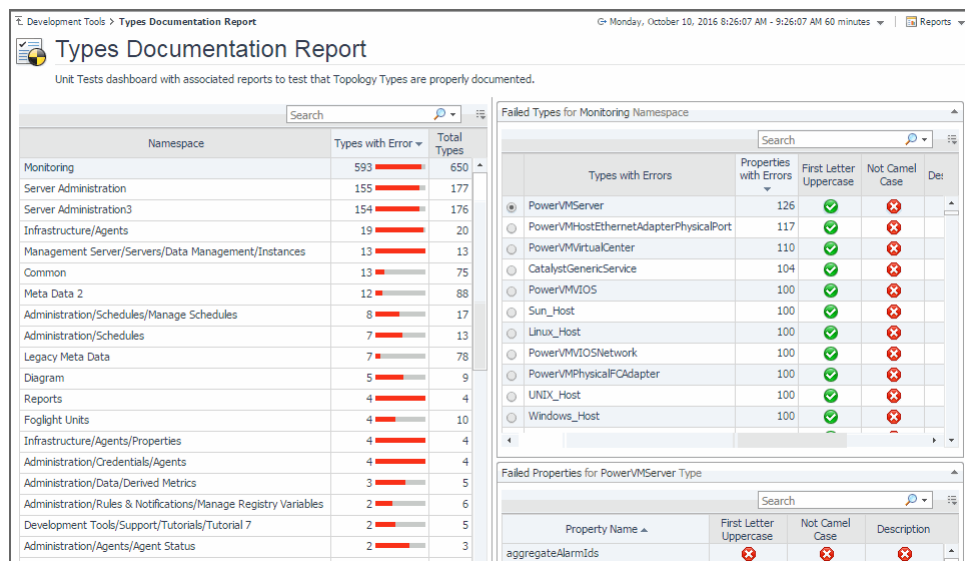 Development Tools > Types Documentation Report
Monday, October 10, 2016 8:26:07 AM - 9:26:07 AM 60 minutes
Reports
Types Documentation Report
Unit Tests dashboard with associated reports to test that Topology Types are properly documented.
Search
Namespace Types with Error Total Types
Monitoring 593 650
Server Administration 155 177
Server Administration3 154 176
Infrastructure/Agents 19 20
Management Server/Servers/Data Management/Instances 13 13
Common 13 75
Meta Data 2 12 88
Administration/Schedules/Manage Schedules 8 17
Administration/Schedules 7 13
Legacy Meta Data 7 78
Diagram 5 9
Reports 4 4
Foglight Units 4 10
Infrastructure/Agents/Properties 4 4
Administration/Credentials/Agents 4 4
Administration/Data/Derived Metrics 3 5
Administration/Rules & Notifications/Manage Registry Variables 2 6
Development Tools/Support/Tutorials/Tutorial 7 2 5
Administration/Agents/Agent Status 2 3
Failed Types for Monitoring Namespace
Search
Types with Errors Properties with Errors First Letter Uppercase Not Camel Case Des
PowerVMServer 126
PowerVMHostEthernetAdapterPhysicalPort 117
PowerVMVirtualCenter 110
CatalystGenericService 104
PowerVMVIOS 100
Sun_Host 100
Linux_Host 100
PowerVMVIOSNetwork 100
PowerVMPhysicalFCAdapter 100
UNIX_Host 100
Windows_Host 100
Failed Properties for PowerVMServer Type
Search
Property Name First Letter Uppercase Not Camel Case Description
aggregateAlarmIds